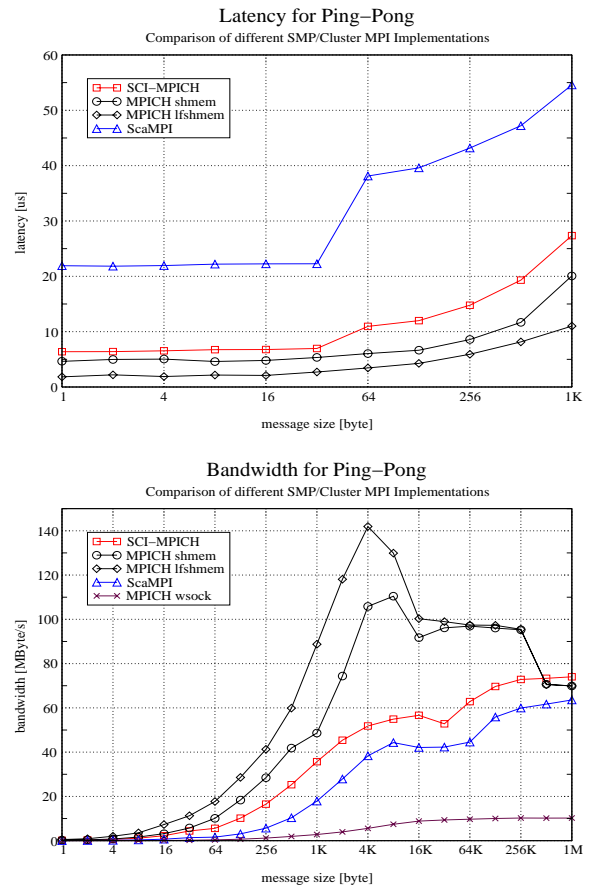 Latency for Ping–Pong
Comparison of different SMP/Cluster MPI Implementations
60
50
40
30
20
10
0
latency [us]
SCI–MPICH
MPICH shmem
MPICH lfshmem
ScaMPI
1 4 16 64 256 1K
message size [byte]
Bandwidth for Ping–Pong
Comparison of different SMP/Cluster MPI Implementations
140
120
100
80
60
40
20
0
bandwidth [MByte/s]
SCI–MPICH
MPICH shmem
MPICH lfshmem
ScaMPI
MPICH wsock
1 4 16 64 256 1K 4K 16K 64K 256K 1M
message size [byte]